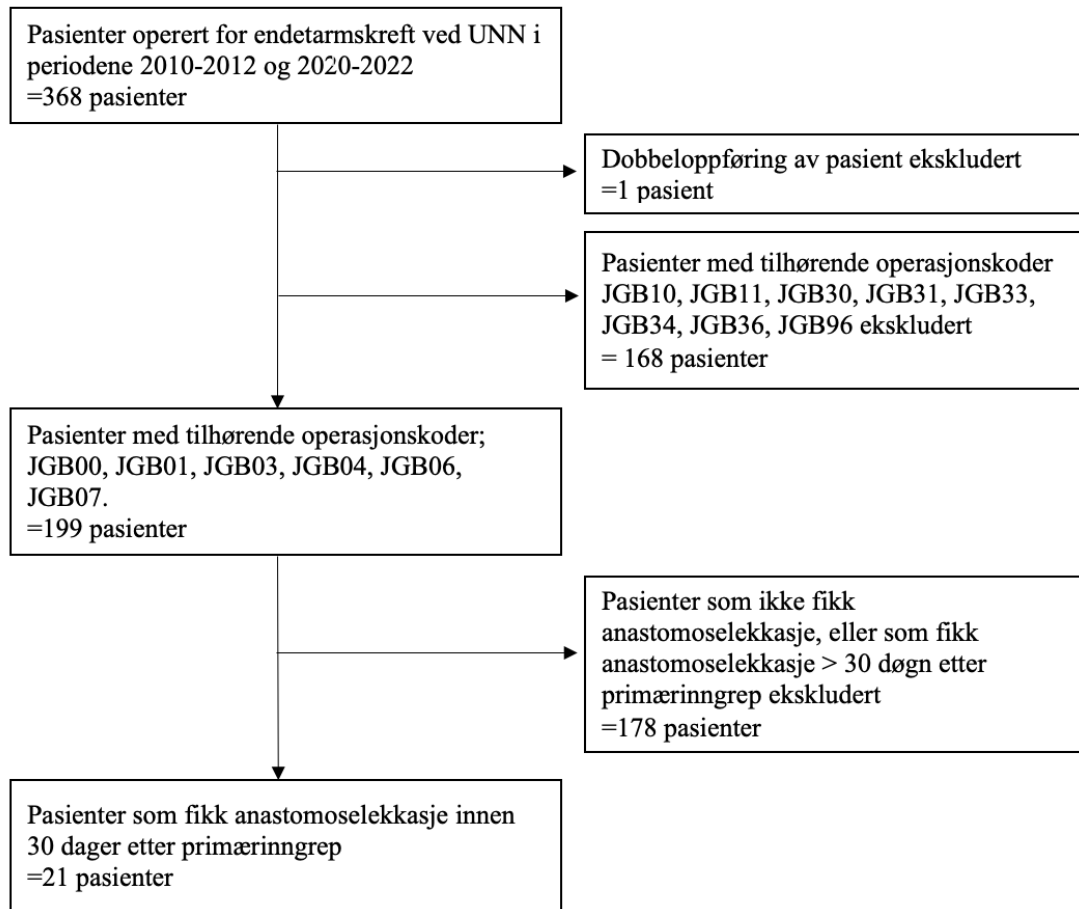 Pasienter operert for endetarmskreft ved UNN i
periodene 2010-2012 og 2020-2022
=368 pasienter
Dobbeloppføring av pasient ekskludert
=1 pasient
Pasienter med tilhørende operasjonskoder
JGB10, JGB11, JGB30, JGB31, JGB33,
JGB34, JGB36, JGB96 ekskludert
= 168 pasienter
Pasienter med tilhørende operasjonskoder;
JGB00, JGB01, JGB03, JGB04, JGB06,
JGB07.
=199 pasienter
Pasienter som ikke fikk
anastomoselekkasje, eller som fikk
anastomoselekkasje > 30 døgn etter
primærinngrep ekskludert
=178 pasienter
Pasienter som fikk anastomoselekkasje innen
30 dager etter primærinngrep
=21 pasienter